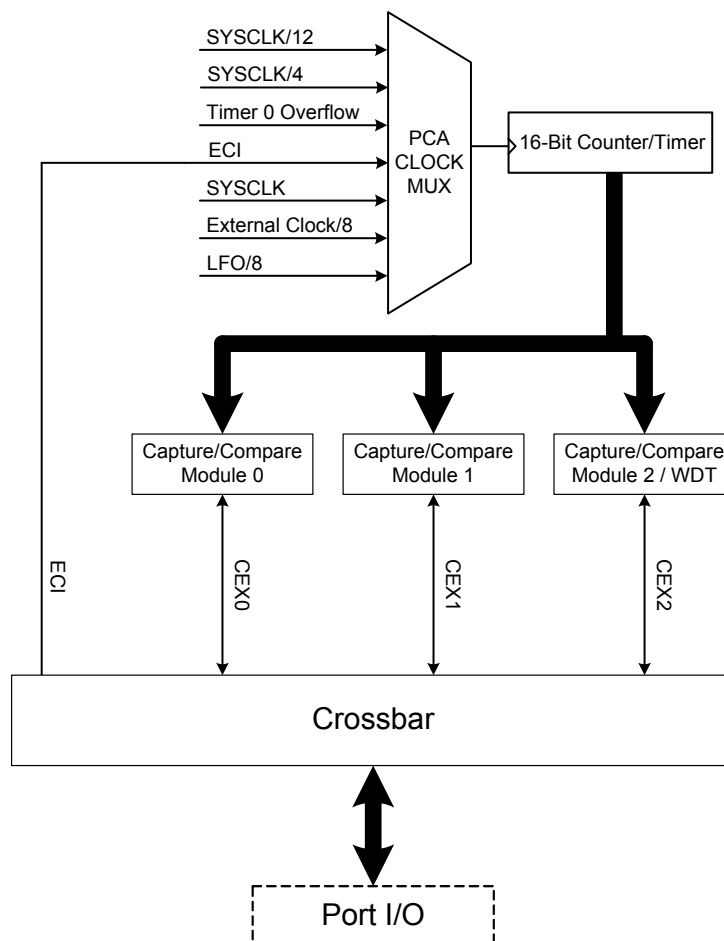 SYSCLK/12
SYSCLK/4
Timer 0 Overflow
ECI
SYSCLK
External Clock/8
LFO/8
PCA
CLOCK
MUX
16-Bit Counter/Timer
Capture/Compare
Module 0
Capture/Compare
Module 1
Capture/Compare
Module 2 / WDT
ECI
CEX0
CEX1
CEX2
Crossbar
Port I/O